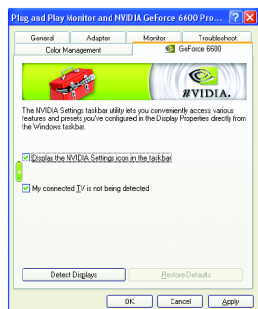 Plug and Play Monitor and NVIDIA GeForce 6600 Pro...
General Adapter Monitor Troubleshoot
Color Management GeForce 6600
NVIDIA.
The NVIDIA Settings taskbar utility lets you conveniently access various
features and presets you've configured in the Display Properties directly from
the Windows taskbar.
Display the NVIDIA Settings icon in the taskbar
My connected TV is not being detected
Detect Displays Restore Defaults
OK Cancel Apply